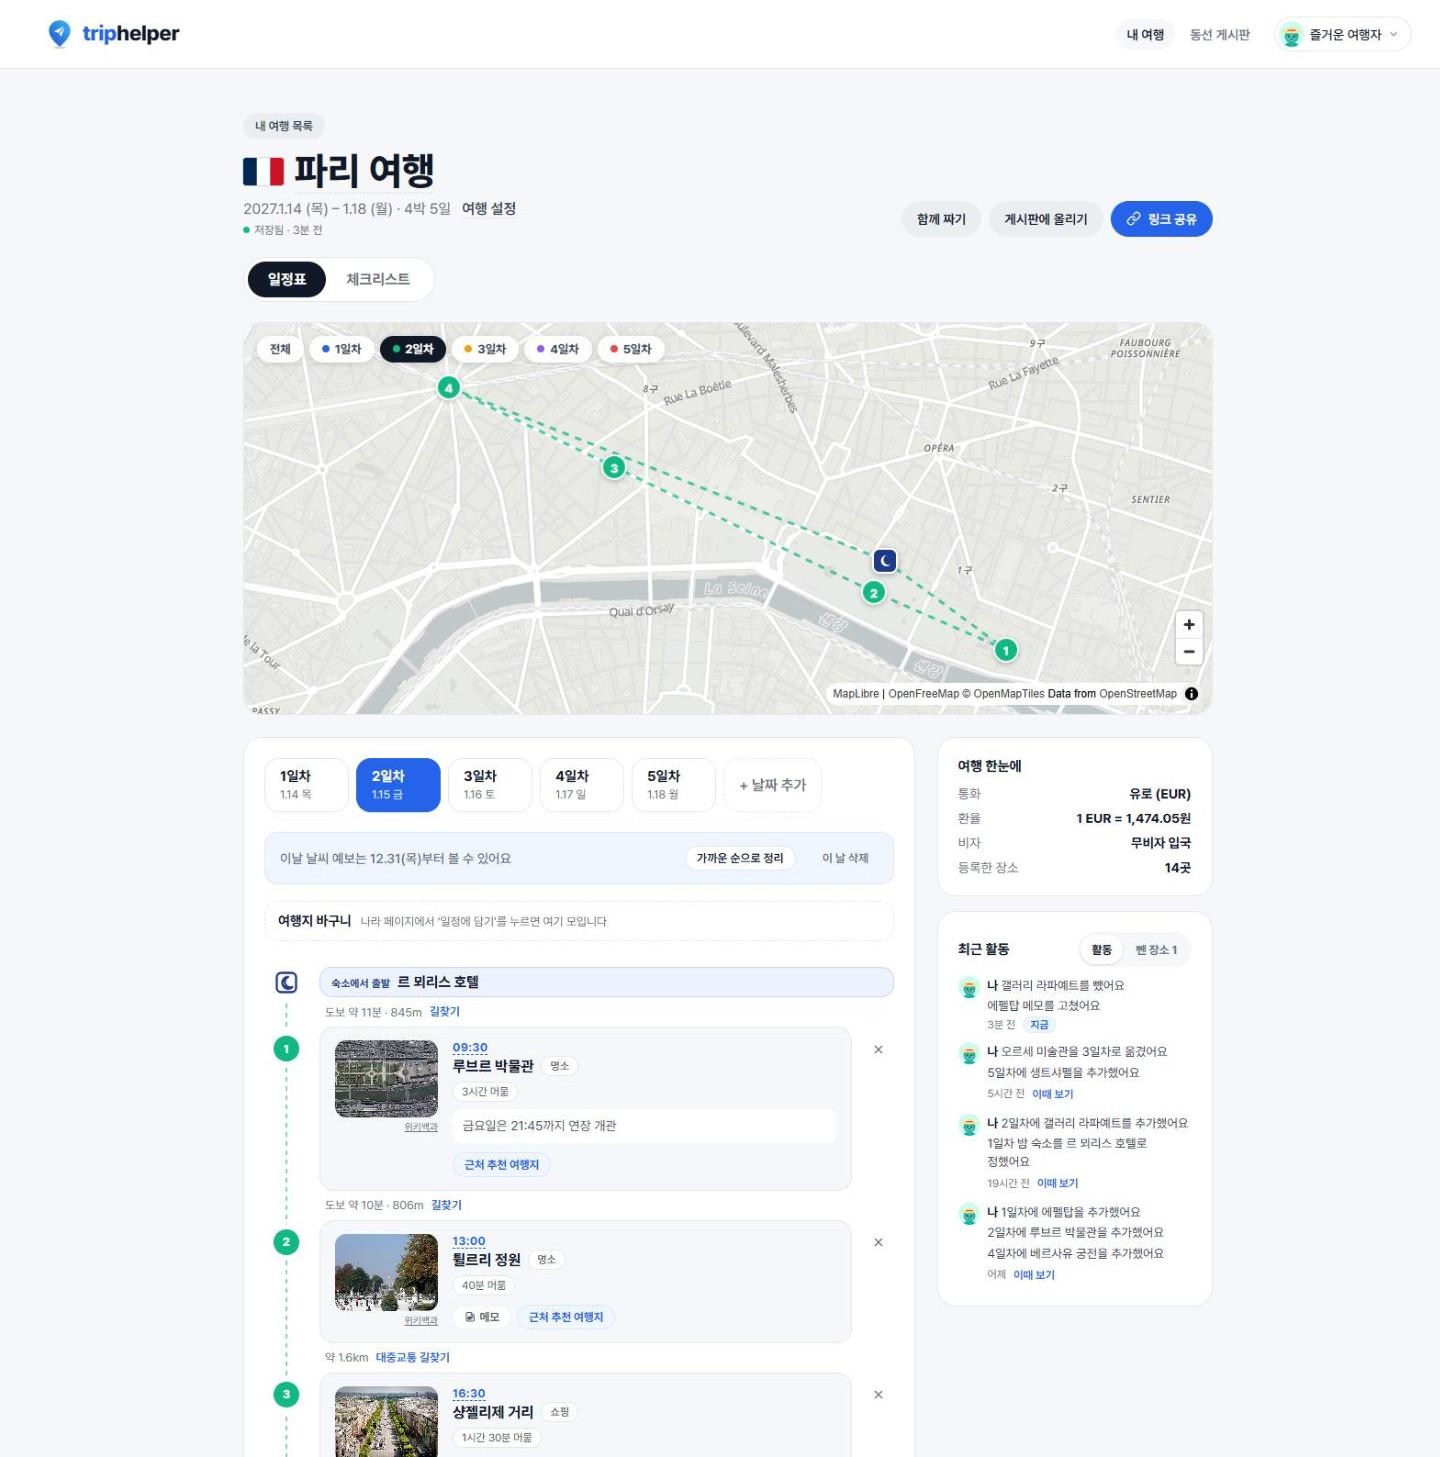 triphelper
내 여행
동선 게시판
즐거운 여행자
내 여행 목록
파리 여행
2027.1.14 (목) – 1.18 (월) · 4박 5일 여행 설정
저장됨 · 3분 전
함께 짜기
게시판에 올리기
링크 공유
일정표
체크리스트
전체
1일차
2일차
3일차
4일차
5일차
Boulevard Malesherbes
9구
FAUBOURG
POISSONNIÈRE
Rue La Fayette
8구
Rue La Boétie
4
3
OPÉRA
2구
SENTIER
1구
La Seine
2
Quai d'Orsay
센강
1
센강
de la Tour
PASSY
+
−
MapLibre | OpenFreeMap © OpenMapTiles Data from OpenStreetMap
1일차
1.14 목
2일차
1.15 금
3일차
1.16 토
4일차
1.17 일
5일차
1.18 월
+ 날짜 추가
이날 날씨 예보는 12.31(목)부터 볼 수 있어요
가까운 순으로 정리
이 날 삭제
여행지 바구니 나라 페이지에서 '일정에 담기'를 누르면 여기 모입니다
숙소에서 출발 르 뫼리스 호텔
도보 약 11분 · 845m 길찾기
1
09:30
루브르 박물관 명소
3시간 머묾
위키백과
금요일은 21:45까지 연장 개관
근처 추천 여행지
도보 약 10분 · 806m 길찾기
2
13:00
튈르리 정원 명소
40분 머묾
위키백과
메모
근처 추천 여행지
약 1.6km 대중교통 길찾기
3
16:30
샹젤리제 거리 쇼핑
1시간 30분 머묾
여행 한눈에
통화 유로 (EUR)
환율 1 EUR = 1,474.05원
비자 무비자 입국
등록한 장소 14곳
최근 활동
활동
뺀 장소 1
나 갤러리 라파예트를 뺐어요
에펠탑 메모를 고쳤어요
3분 전 지금
나 오르세 미술관을 3일차로 옮겼어요
5일차에 생트샤펠을 추가했어요
5시간 전 이때 보기
나 2일차에 갤러리 라파예트를 추가했어요
1일차 밤 숙소를 르 뫼리스 호텔로
정했어요
19시간 전 이때 보기
나 1일차에 에펠탑을 추가했어요
2일차에 루브르 박물관을 추가했어요
4일차에 베르사유 궁전을 추가했어요
어제 이때 보기